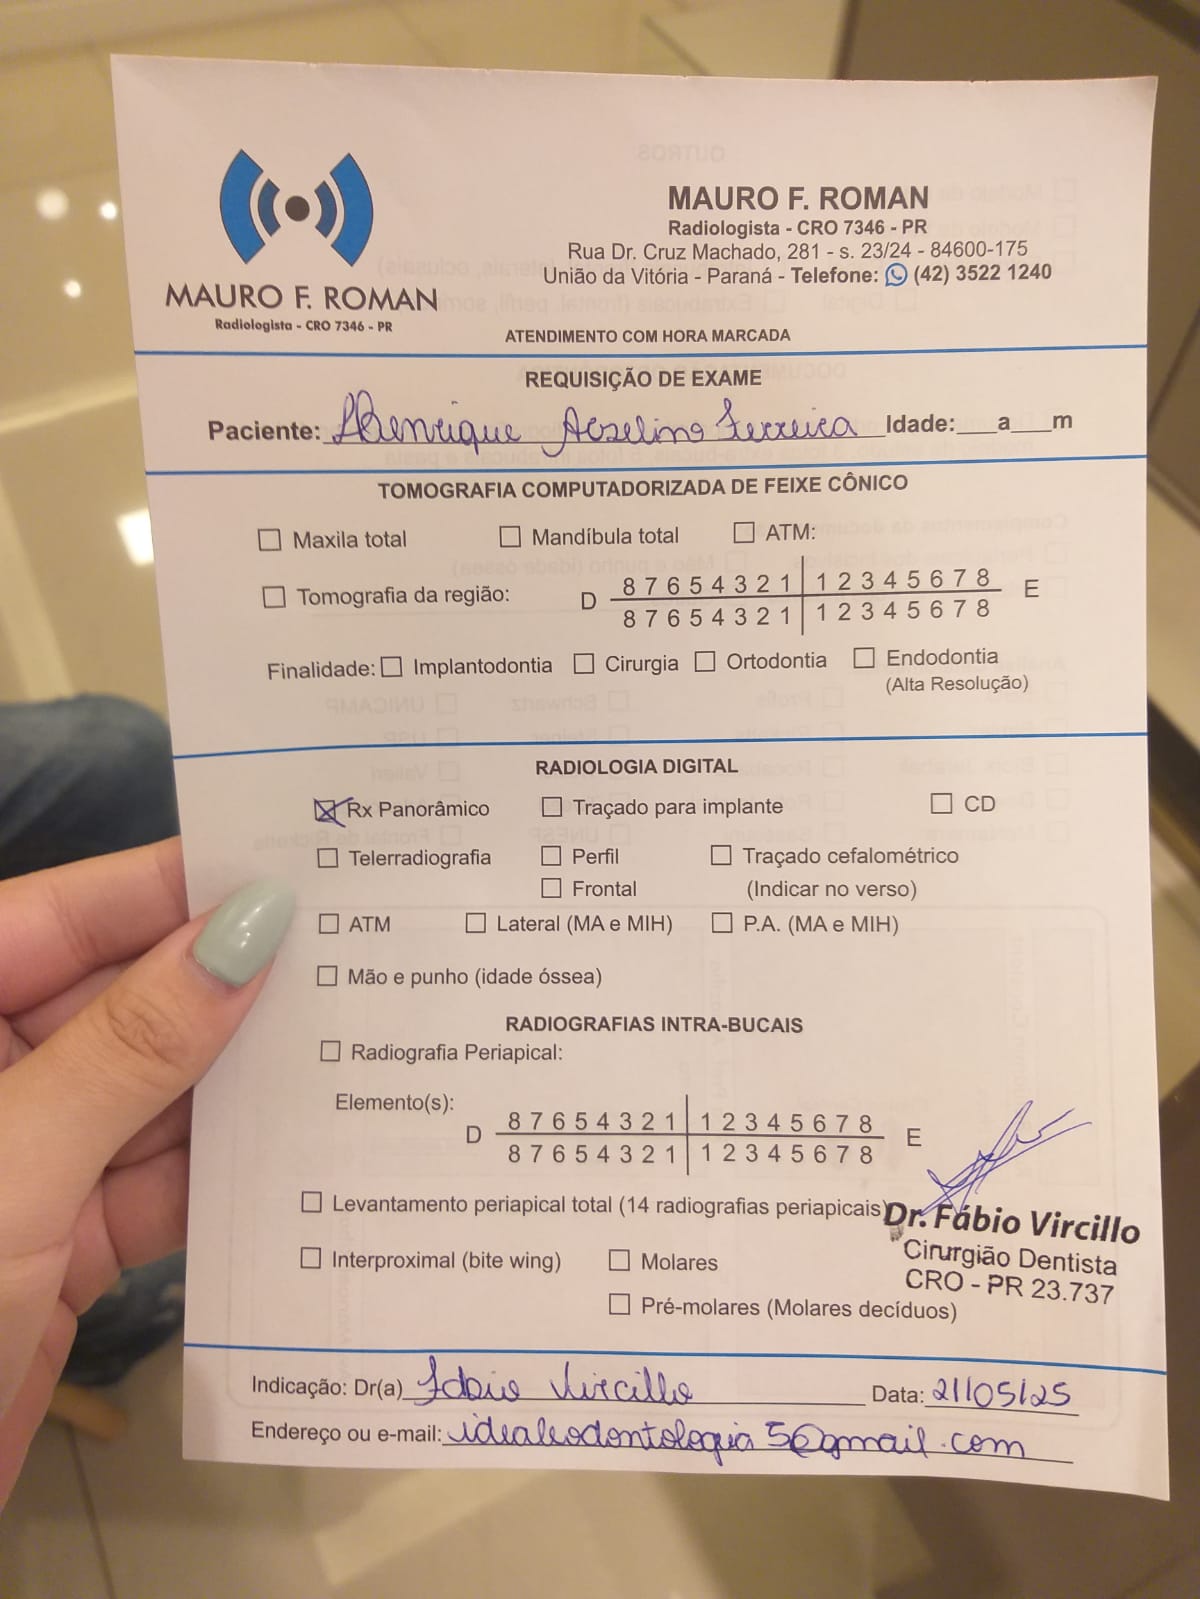 MAURO F. ROMAN
Radiologista - CRO 7346 - PR
MAURO F. ROMAN
Radiologista - CRO 7346 - PR
Rua Dr. Cruz Machado, 281 - s. 23/24 - 84600-175
União da Vitória - Paraná - Telefone: (42) 3522 1240
ATENDIMENTO COM HORA MARCADA
REQUISIÇÃO DE EXAME
Paciente: Henrique Ferreira Idade: a m
TOMOGRAFIA COMPUTADORIZADA DE FEIXE CÔNICO
Maxila total Mandíbula total ATM:
Tomografia da região:
D 8 7 6 5 4 3 2 1 1 2 3 4 5 6 7 8 E
8 7 6 5 4 3 2 1 1 2 3 4 5 6 7 8
Finalidade: Implantodontia Cirurgia Ortodontia Endodontia
(Alta Resolução)
RADIOLOGIA DIGITAL
Rx Panorâmico Traçado para implante CD
Telerradiografia Perfil Traçado cefalométrico
Frontal (Indicar no verso)
ATM Lateral (MA e MIH) P.A. (MA e MIH)
Mão e punho (idade óssea)
RADIOGRAFIAS INTRA-BUCAIS
Radiografia Periapical:
Elemento(s):
D 8 7 6 5 4 3 2 1 1 2 3 4 5 6 7 8 E
8 7 6 5 4 3 2 1 1 2 3 4 5 6 7 8
Levantamento periapical total (14 radiografias periapicais)
Dr. Fábio Vircillo
Cirurgião Dentista
CRO - PR 23.737
Interproximal (bite wing) Molares
Pré-molares (Molares decíduos)
Indicação: Dr(a) Fabio Vircillo Data: 21/05/25
Endereço ou e-mail: idealeodontologia5@gmail.com